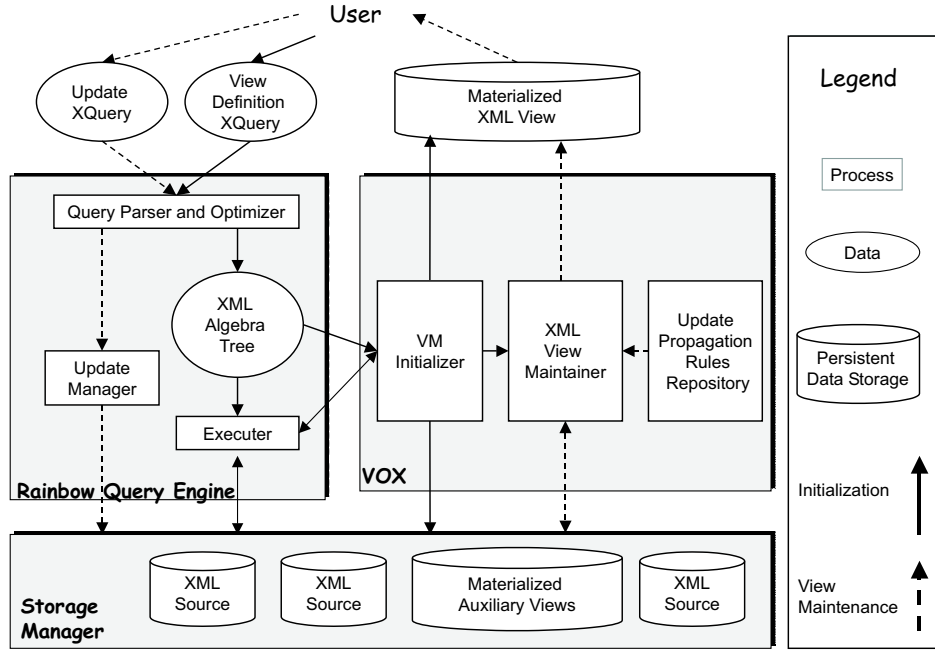 User
Update
XQuery
View
Definition
XQuery
Materialized
XML View
Query Parser and Optimizer
XML
Algebra
Tree
Update
Manager
Executer
Rainbow Query Engine
VM
Initializer
XML
View
Maintainer
Update
Propagation
Rules
Repository
VOX
XML
Source
XML
Source
Materialized
Auxiliary Views
XML
Source
Storage
Manager
Legend
Process
Data
Persistent
Data Storage
Initialization
View
Maintenance